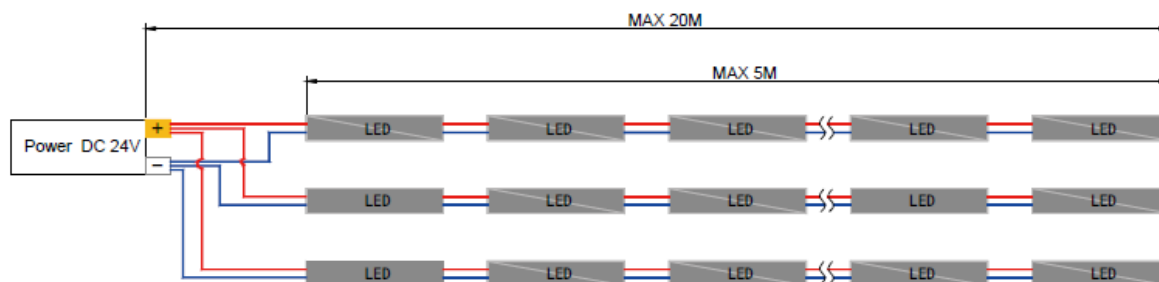 MAX 20M
MAX 5M
Power DC 24V
+
−
LED LED LED LED LED
LED LED LED LED LED
LED LED LED LED LED